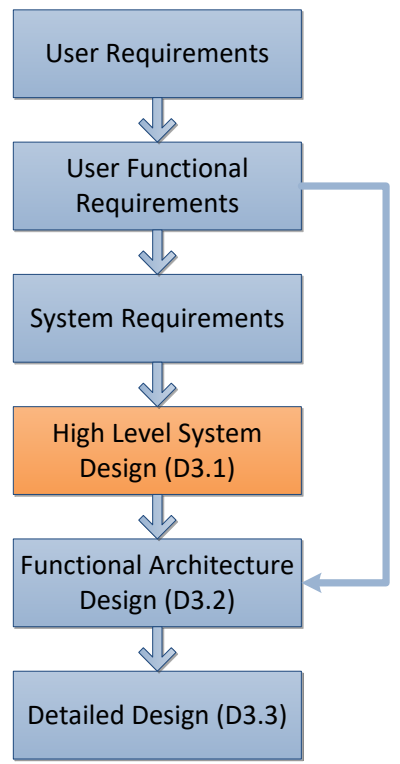 User Requirements
User Functional
Requirements
System Requirements
High Level System
Design (D3.1)
Functional Architecture
Design (D3.2)
Detailed Design (D3.3)